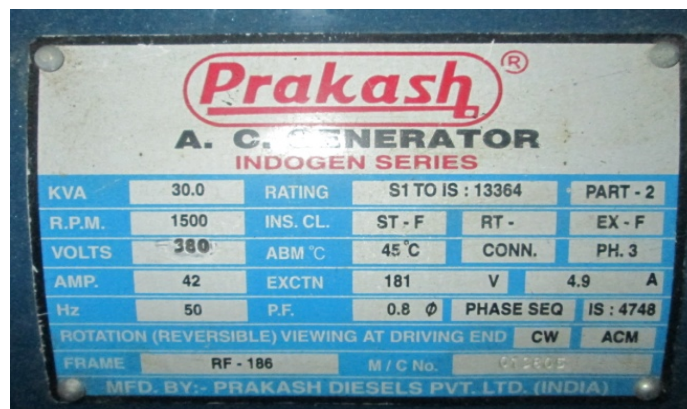 Prakash ®
A. C. GENERATOR
INDOGEN SERIES
KVA 30.0 RATING S1 TO IS : 13364 PART - 2
R.P.M. 1500 INS. CL. ST - F RT - EX - F
VOLTS 380 ABM °C 45°C CONN. PH. 3
AMP. 42 EXCTN 181 V 4.9 A
Hz 50 P.F. 0.8 Ф PHASE SEQ IS : 4748
ROTATION (REVERSIBLE) VIEWING AT DRIVING END CW ACM
FRAME RF - 186 M / C No.
MFD. BY:- PRAKASH DIESELS PVT. LTD. (INDIA)